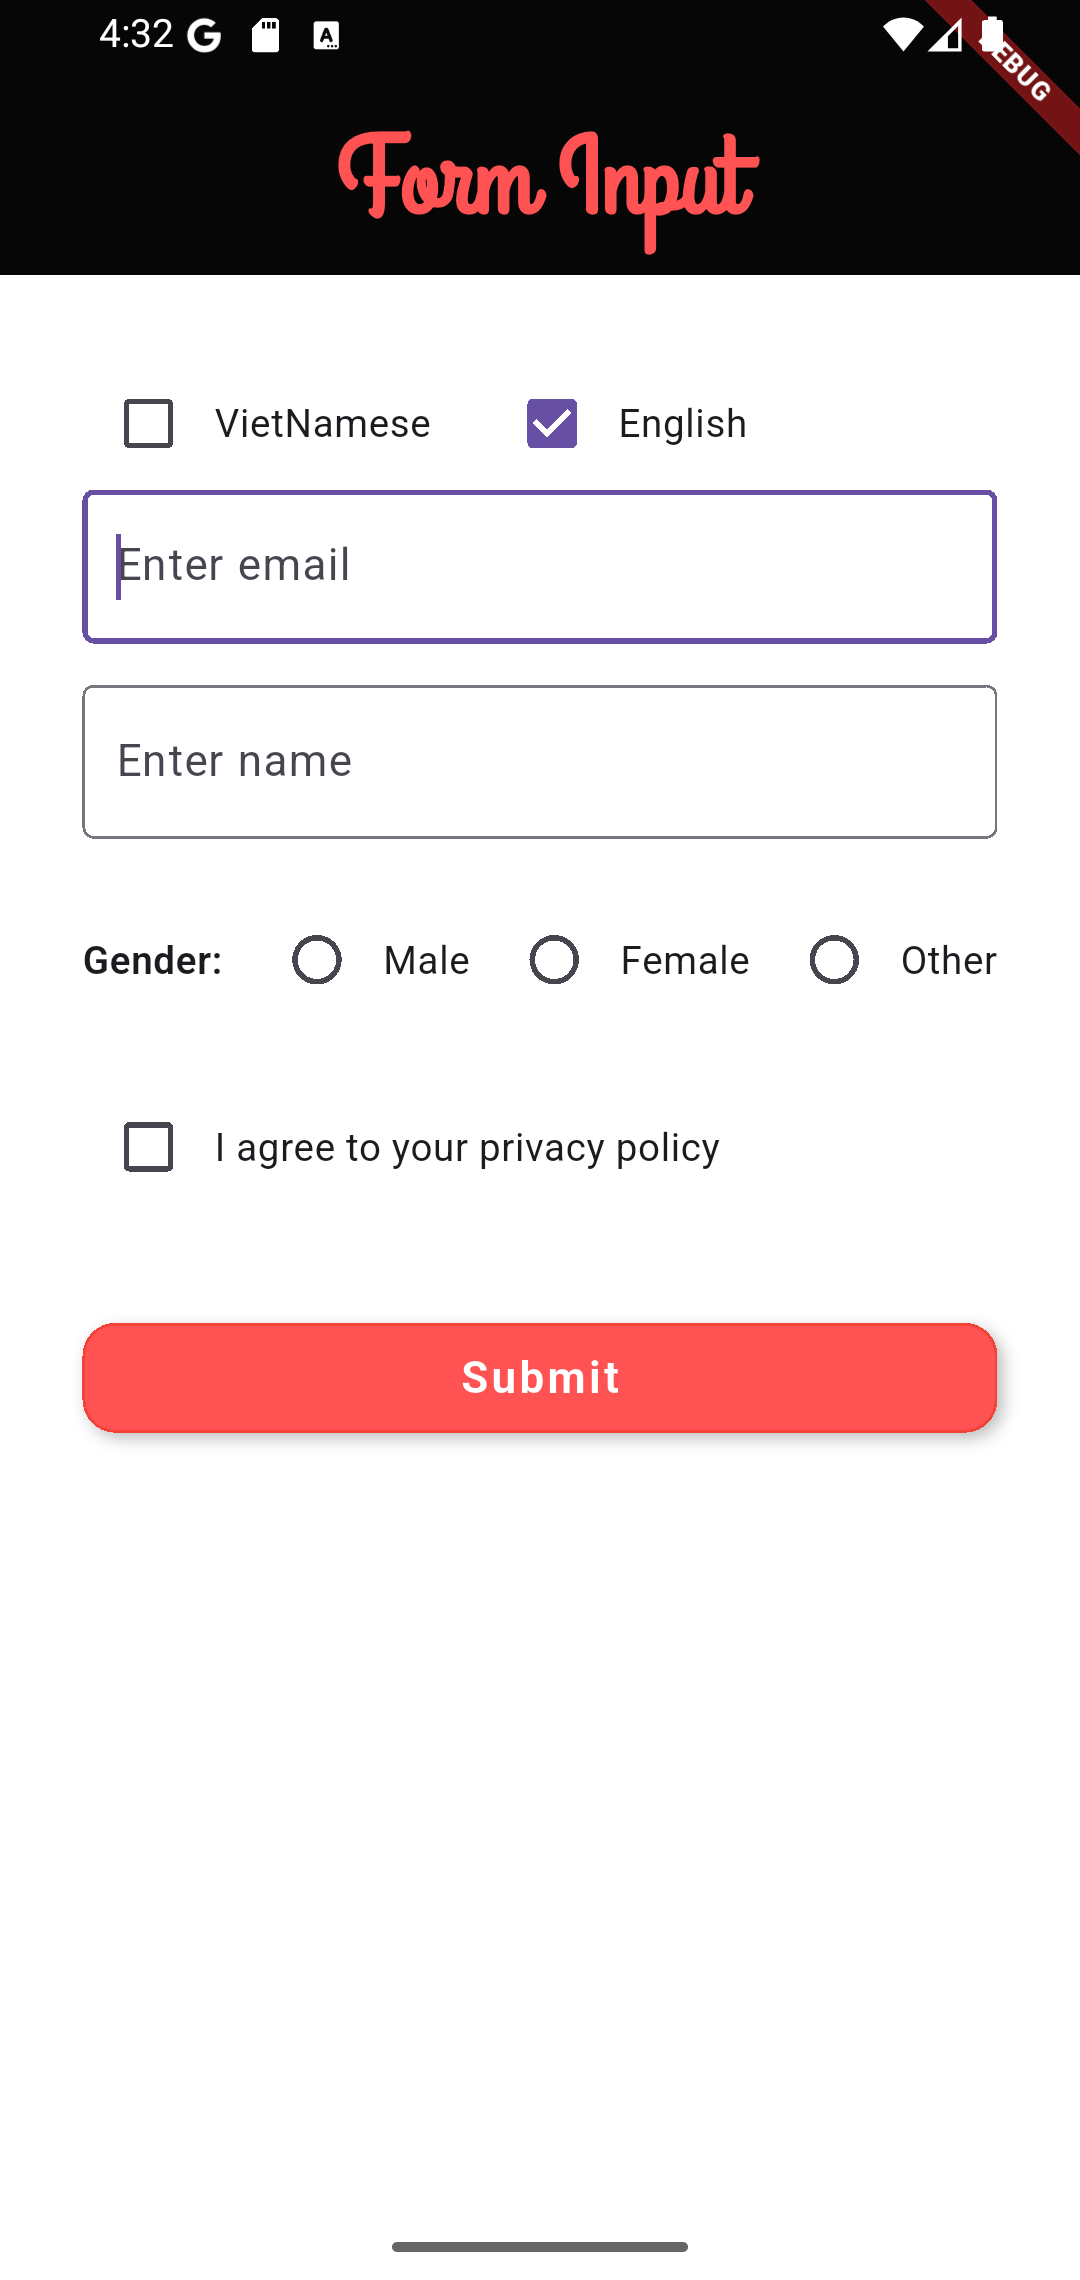 4:32
DEBUG
Form Input
VietNamese English
Enter email
Enter name
Gender: Male Female Other
I agree to your privacy policy
Submit